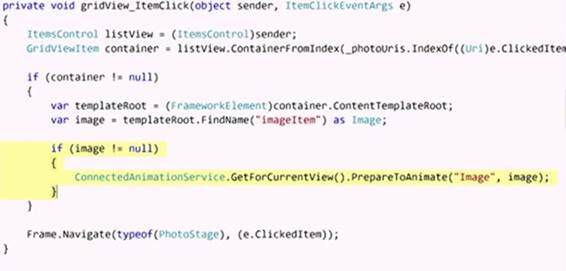 private void gridView_ItemClick(object sender, ItemClickEventArgs e)
{
ItemsControl listView = (ItemsControl)sender;
GridViewItem container = listView.ContainerFromIndex(_photoUris.IndexOf((Uri)e.ClickedItem
if (container != null)
{
var templateRoot = (FrameworkElement)container.ContentTemplateRoot;
var image = templateRoot.FindName("imageItem") as Image;
if (image != null)
{
ConnectedAnimationService.GetForCurrentView().PrepareToAnimate("Image", image);
}
}
Frame.Navigate(typeof(PhotoStage), (e.ClickedItem));
}